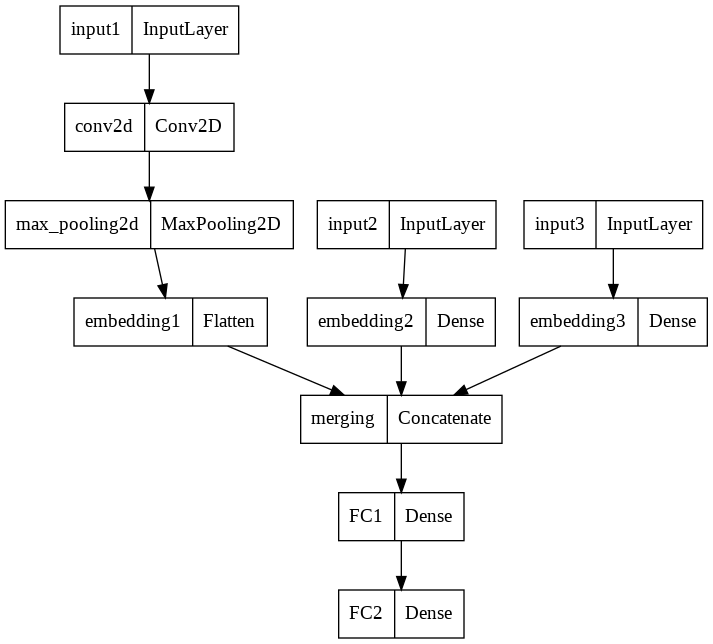 input1 InputLayer
conv2d Conv2D
max_pooling2d MaxPooling2D
input2 InputLayer
input3 InputLayer
embedding1 Flatten
embedding2 Dense
embedding3 Dense
merging Concatenate
FC1 Dense
FC2 Dense